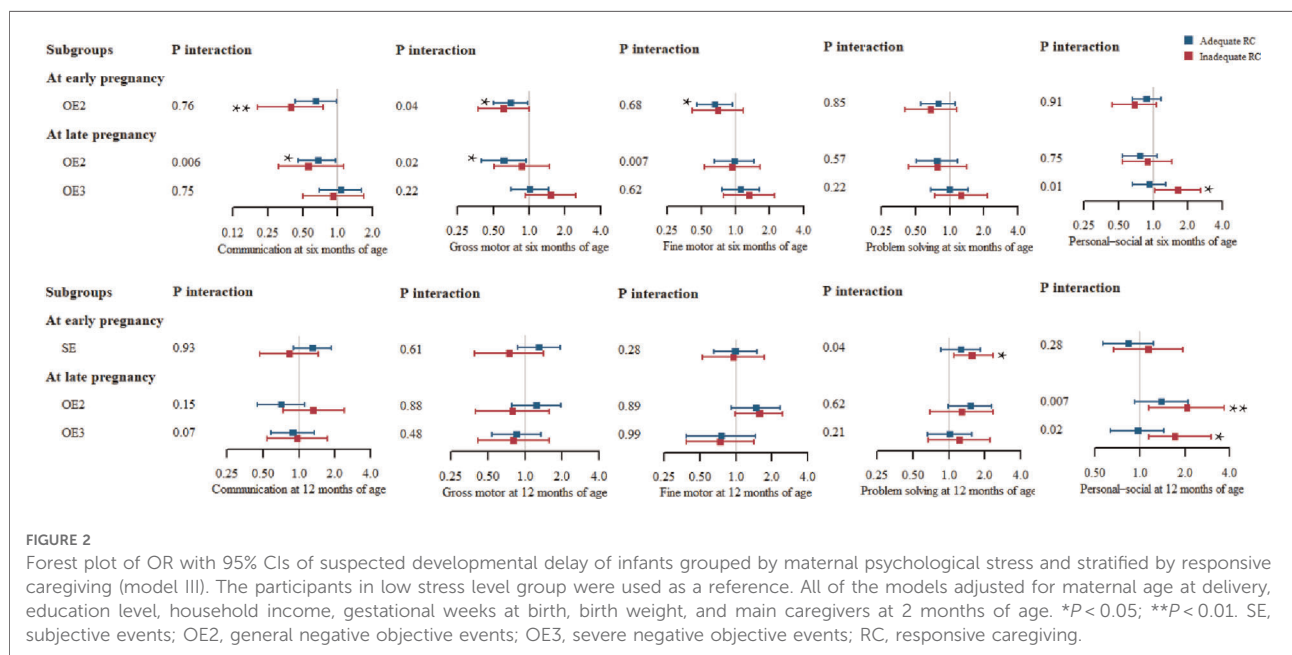 Subgroups P interaction P interaction P interaction P interaction P interaction
Adequate RC
Inadequate RC
At early pregnancy
OE2 0.76 ** 0.04 * 0.68 * 0.85 0.91
At late pregnancy
OE2 0.006 * 0.02 * 0.007 0.57 0.75
OE3 0.75 0.22 0.62 0.22 0.01 *
0.12 0.25 0.50 1.0 2.0 0.50 1.0 2.0 4.0 0.50 1.0 2.0 4.0 0.25 0.50 1.0 2.0 4.0 0.50 1.0 2.0 4.0
Communication at six months of age Gross motor at six months of age Fine motor at six months of age Problem solving at six months of age Personal–social at six months of age
Subgroups P interaction P interaction P interaction P interaction P interaction
At early pregnancy
SE 0.93 0.61 0.28 0.04 * 0.28
At late pregnancy
OE2 0.15 0.88 0.89 0.62 0.007 **
OE3 0.07 0.48 0.99 0.21 0.02 *
0.25 0.50 1.0 2.0 4.0 0.25 0.50 1.0 2.0 4.0 0.25 0.50 1.0 2.0 4.0 0.25 0.50 1.0 2.0 4.0 0.50 1.0 2.0 4.0
Communication at 12 months of age Gross motor at 12 months of age Fine motor at 12 months of age Problem solving at 12 months of age Personal–social at 12 months of age
FIGURE 2
Forest plot of OR with 95% CIs of suspected developmental delay of infants grouped by maternal psychological stress and stratified by responsive
caregiving (model III). The participants in low stress level group were used as a reference. All of the models adjusted for maternal age at delivery,
education level, household income, gestational weeks at birth, birth weight, and main caregivers at 2 months of age. *P < 0.05; **P < 0.01. SE,
subjective events; OE2, general negative objective events; OE3, severe negative objective events; RC, responsive caregiving.